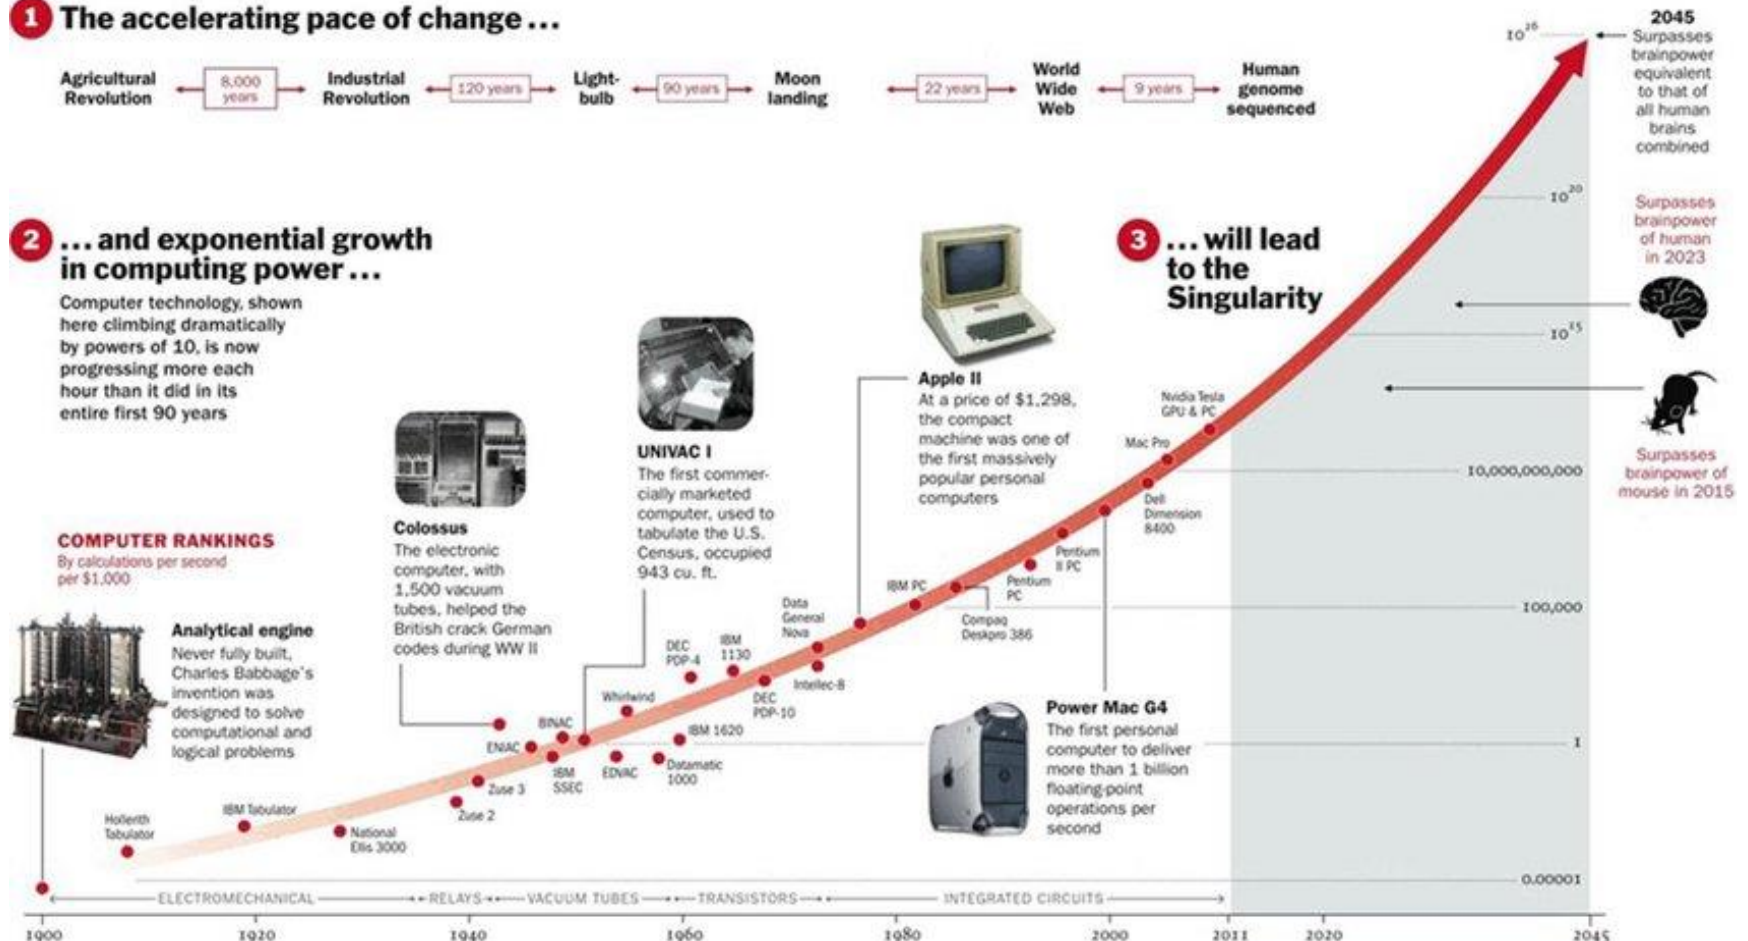 1 The accelerating pace of change ...
Agricultural
Revolution
8,000
years
Industrial
Revolution
120 years
Light-
bulb
90 years
Moon
landing
22 years
World
Wide
Web
9 years
Human
genome
sequenced
2045
Surpasses
brainpower
equivalent
to that of
all human
brains
combined
2 ... and exponential growth
in computing power ...
Computer technology, shown
here climbing dramatically
by powers of 10, is now
progressing more each
hour than it did in its
entire first 90 years
3 ... will lead
to the
Singularity
10²⁶
10²⁰
Surpasses
brainpower
of human
in 2023
10¹⁵
Surpasses
brainpower of
mouse in 2015
10,000,000,000
100,000
1
0.00001
COMPUTER RANKINGS
By calculations per second
per $1,000
Analytical engine
Never fully built,
Charles Babbage's
invention was
designed to solve
computational and
logical problems
Colossus
The electronic
computer, with
1,500 vacuum
tubes, helped the
British crack German
codes during WW II
UNIVAC I
The first commer-
cially marketed
computer, used to
tabulate the U.S.
Census, occupied
943 cu. ft.
Apple II
At a price of $1,298,
the compact
machine was one of
the first massively
popular personal
computers
Power Mac G4
The first personal
computer to deliver
more than 1 billion
floating-point
operations per
second
Hollerith
Tabulator
IBM Tabulator
National
Ellis 3000
Zuse 2
Zuse 3
ENIAC
BINAC
IBM
SSEC
Whirlwind
EDVAC
Datamatic
1000
IBM 1620
DEC
PDP-4
IBM
1130
DEC
PDP-10
Data
General
Nova
Intellec-8
IBM PC
Compaq
Deskpro 386
Pentium
PC
Pentium
II PC
Dell
Dimension
8400
Mac Pro
Nvidia Tesla
GPU & PC
ELECTROMECHANICAL
RELAYS
VACUUM TUBES
TRANSISTORS
INTEGRATED CIRCUITS
1900
1920
1940
1960
1980
2000
2011
2020
2045